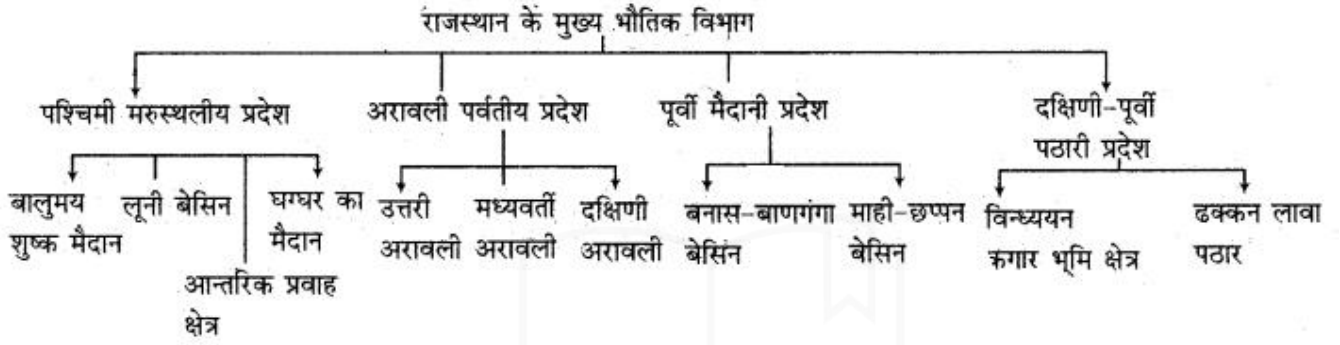 राजस्थान के मुख्य भौतिक विभाग
पश्चिमी मरुस्थलीय प्रदेश
अरावली पर्वतीय प्रदेश
पूर्वी मैदानी प्रदेश
दक्षिणी-पूर्वी
पठारी प्रदेश
बालुमय
शुष्क मैदान
लूनी बेसिन
आन्तरिक प्रवाह
क्षेत्र
घग्घर का
मैदान
उत्तरी
अरावली
मध्यवर्ती
अरावली
दक्षिणी
अरावली
बनास-बाणगंगा
बेसिन
माही-छप्पन
बेसिन
विन्ध्ययन
कगार भूमि क्षेत्र
ढक्कन लावा
पठार